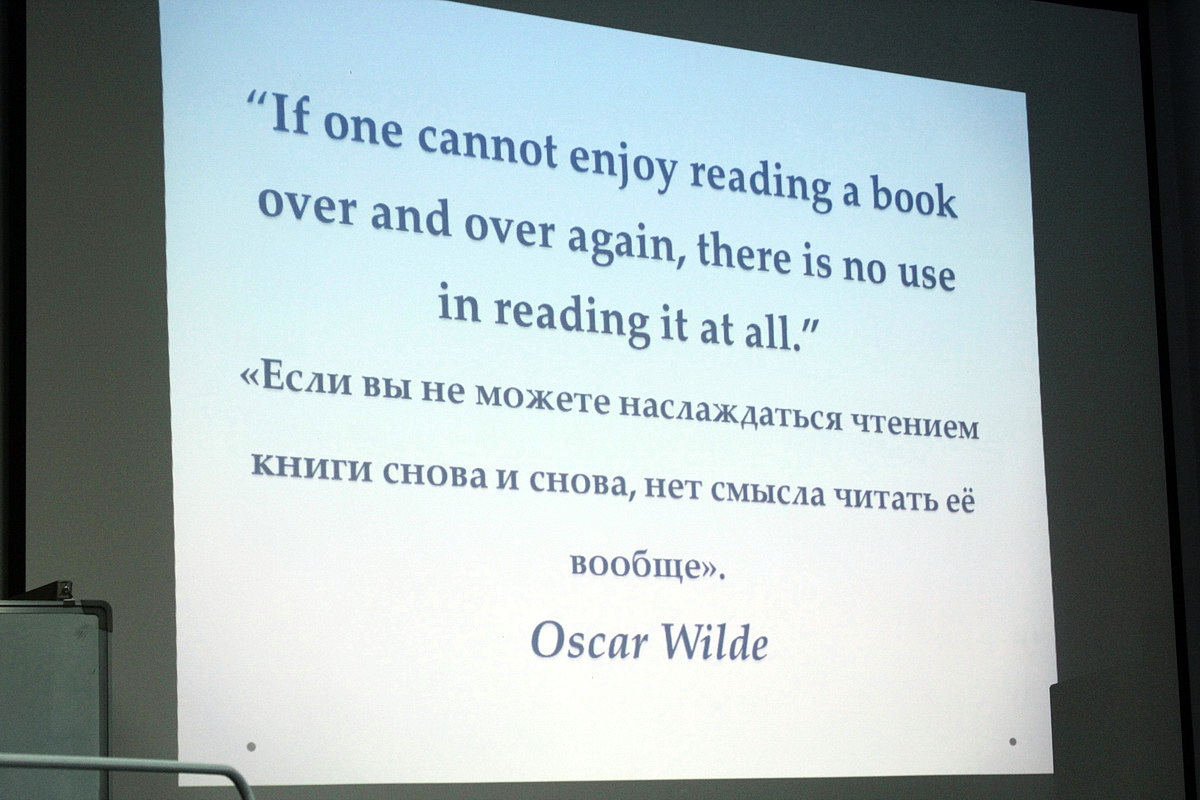 “If one cannot enjoy reading a book
over and over again, there is no use
in reading it at all.”
«Если вы не можете наслаждаться чтением
книги снова и снова, нет смысла читать её
вообще».
Oscar Wilde